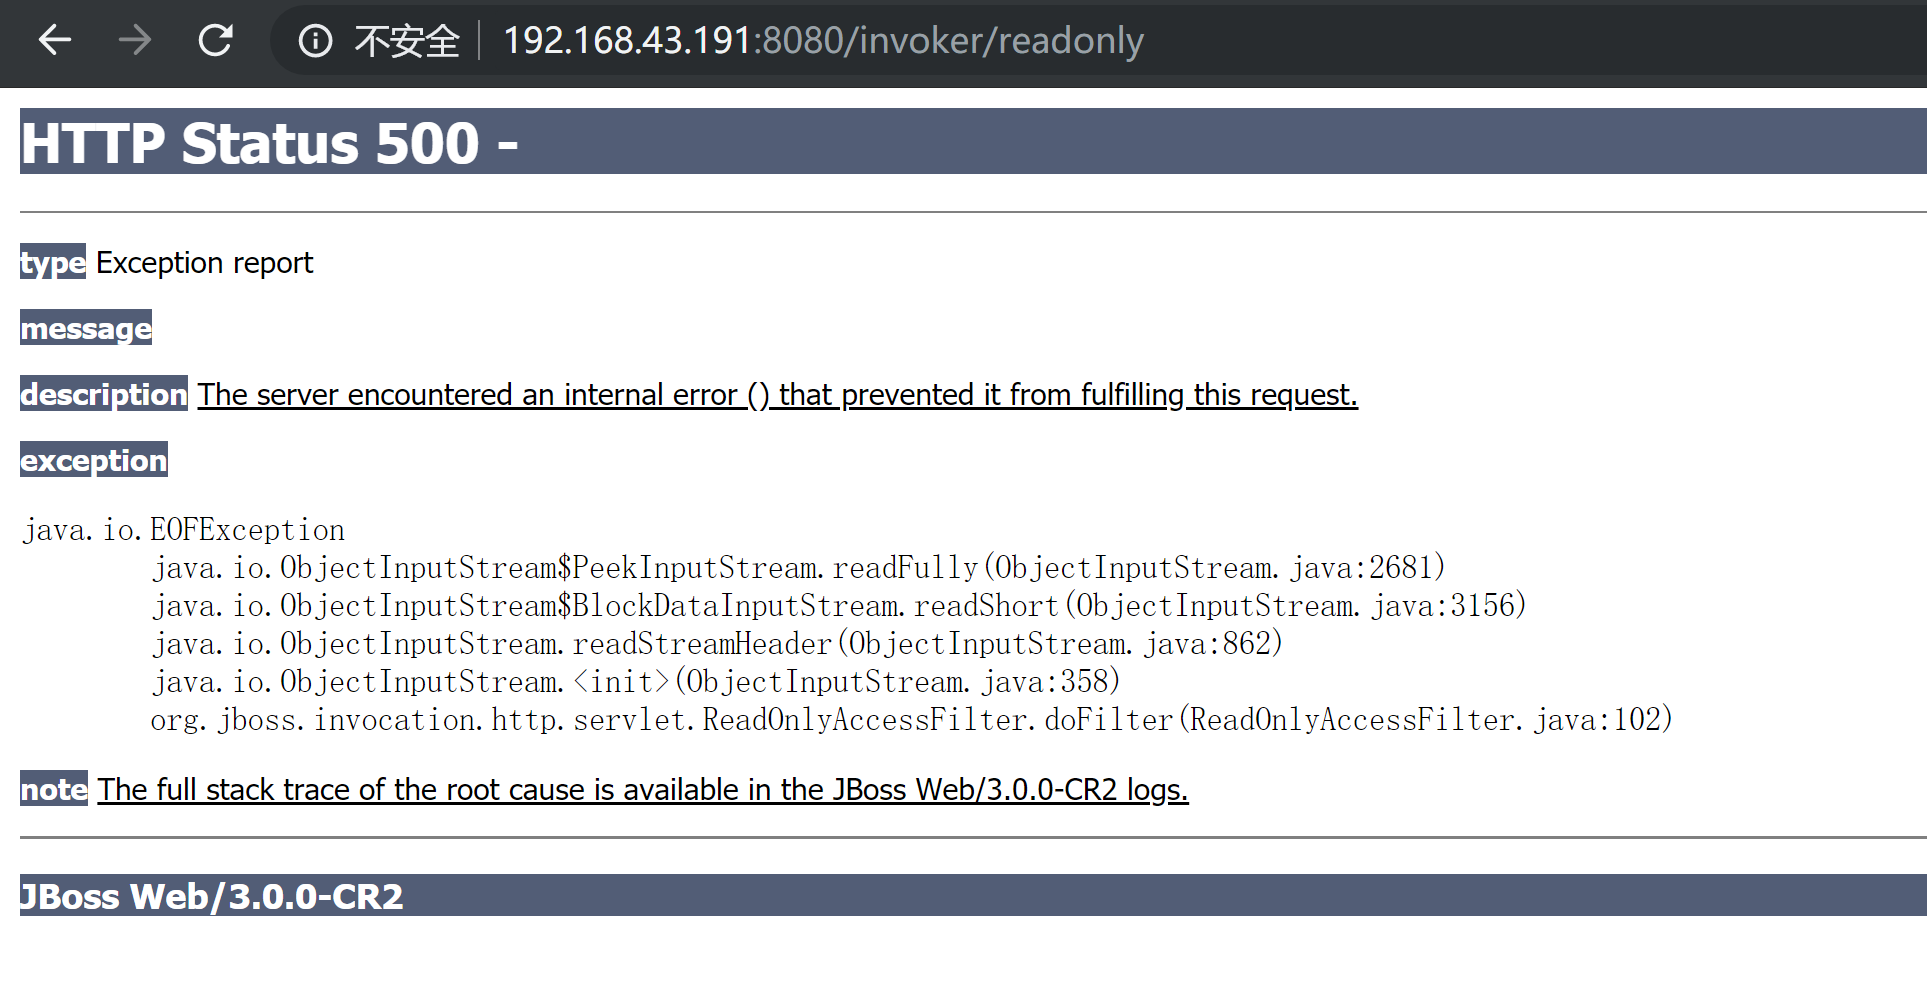 不安全 192.168.43.191:8080/invoker/readonly
HTTP Status 500 -
type Exception report
message
description The server encountered an internal error () that prevented it from fulfilling this request.
exception
java.io.EOFException
java.io.ObjectInputStream$PeekInputStream.readFully(ObjectInputStream.java:2681)
java.io.ObjectInputStream$BlockDataInputStream.readShort(ObjectInputStream.java:3156)
java.io.ObjectInputStream.readStreamHeader(ObjectInputStream.java:862)
java.io.ObjectInputStream.<init>(ObjectInputStream.java:358)
org.jboss.invocation.http.servlet.ReadOnlyAccessFilter.doFilter(ReadOnlyAccessFilter.java:102)
note The full stack trace of the root cause is available in the JBoss Web/3.0.0-CR2 logs.
JBoss Web/3.0.0-CR2